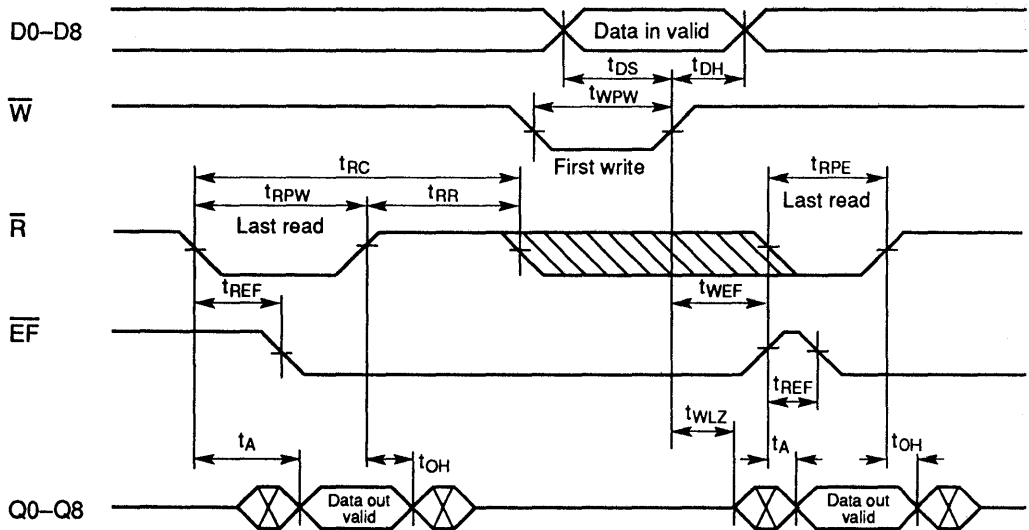 D0–D8
Data in valid
tDS
tDH
W
tWPW
First write
tRC
tRPE
tRPW
tRR
Last read
Last read
R
tREF
tWEF
EF
tREF
tWLZ
tA
tOH
tA
tOH
Q0–Q8
Data out
valid
Data out
valid